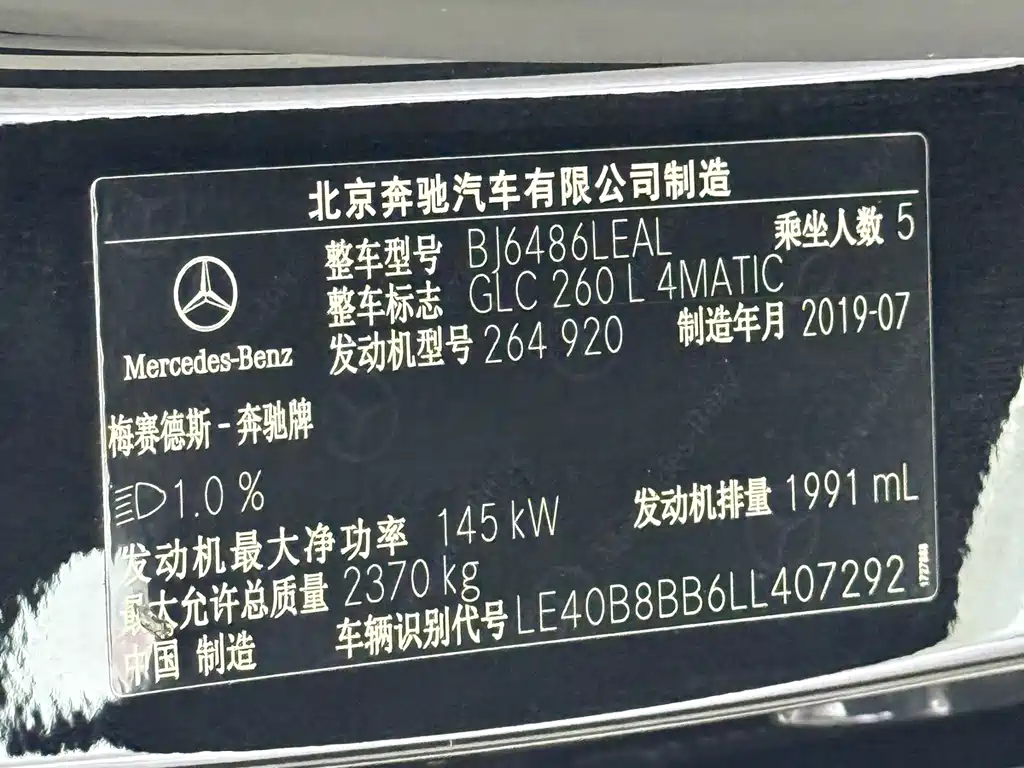 北京奔驰汽车有限公司制造
整车型号 BJ6486LEAL 乘坐人数 5
整车标志 GLC 260 L 4MATIC
发动机型号 264 920 制造年月 2019-07
Mercedes-Benz
梅赛德斯-奔驰牌
1.0 %
发动机最大净功率 145 kW 发动机排量 1991 mL
最大允许总质量 2370 kg
中国 制造 车辆识别代号 LE40B8BB6LL407292